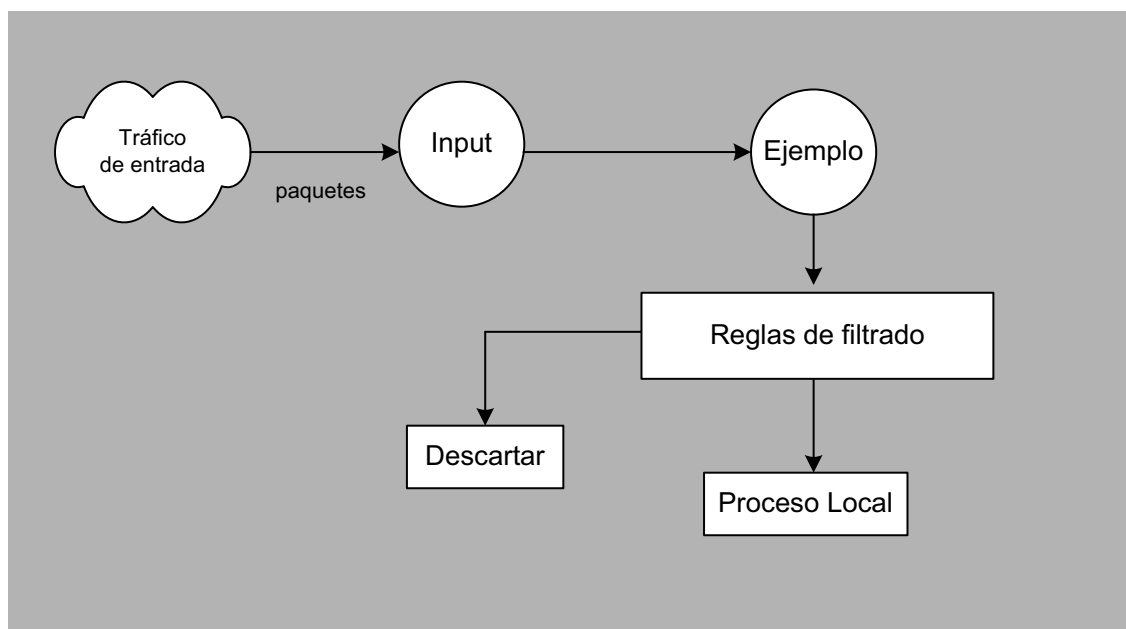 Tráfico
de entrada
paquetes
Input
Ejemplo
Reglas de filtrado
Descartar
Proceso Local